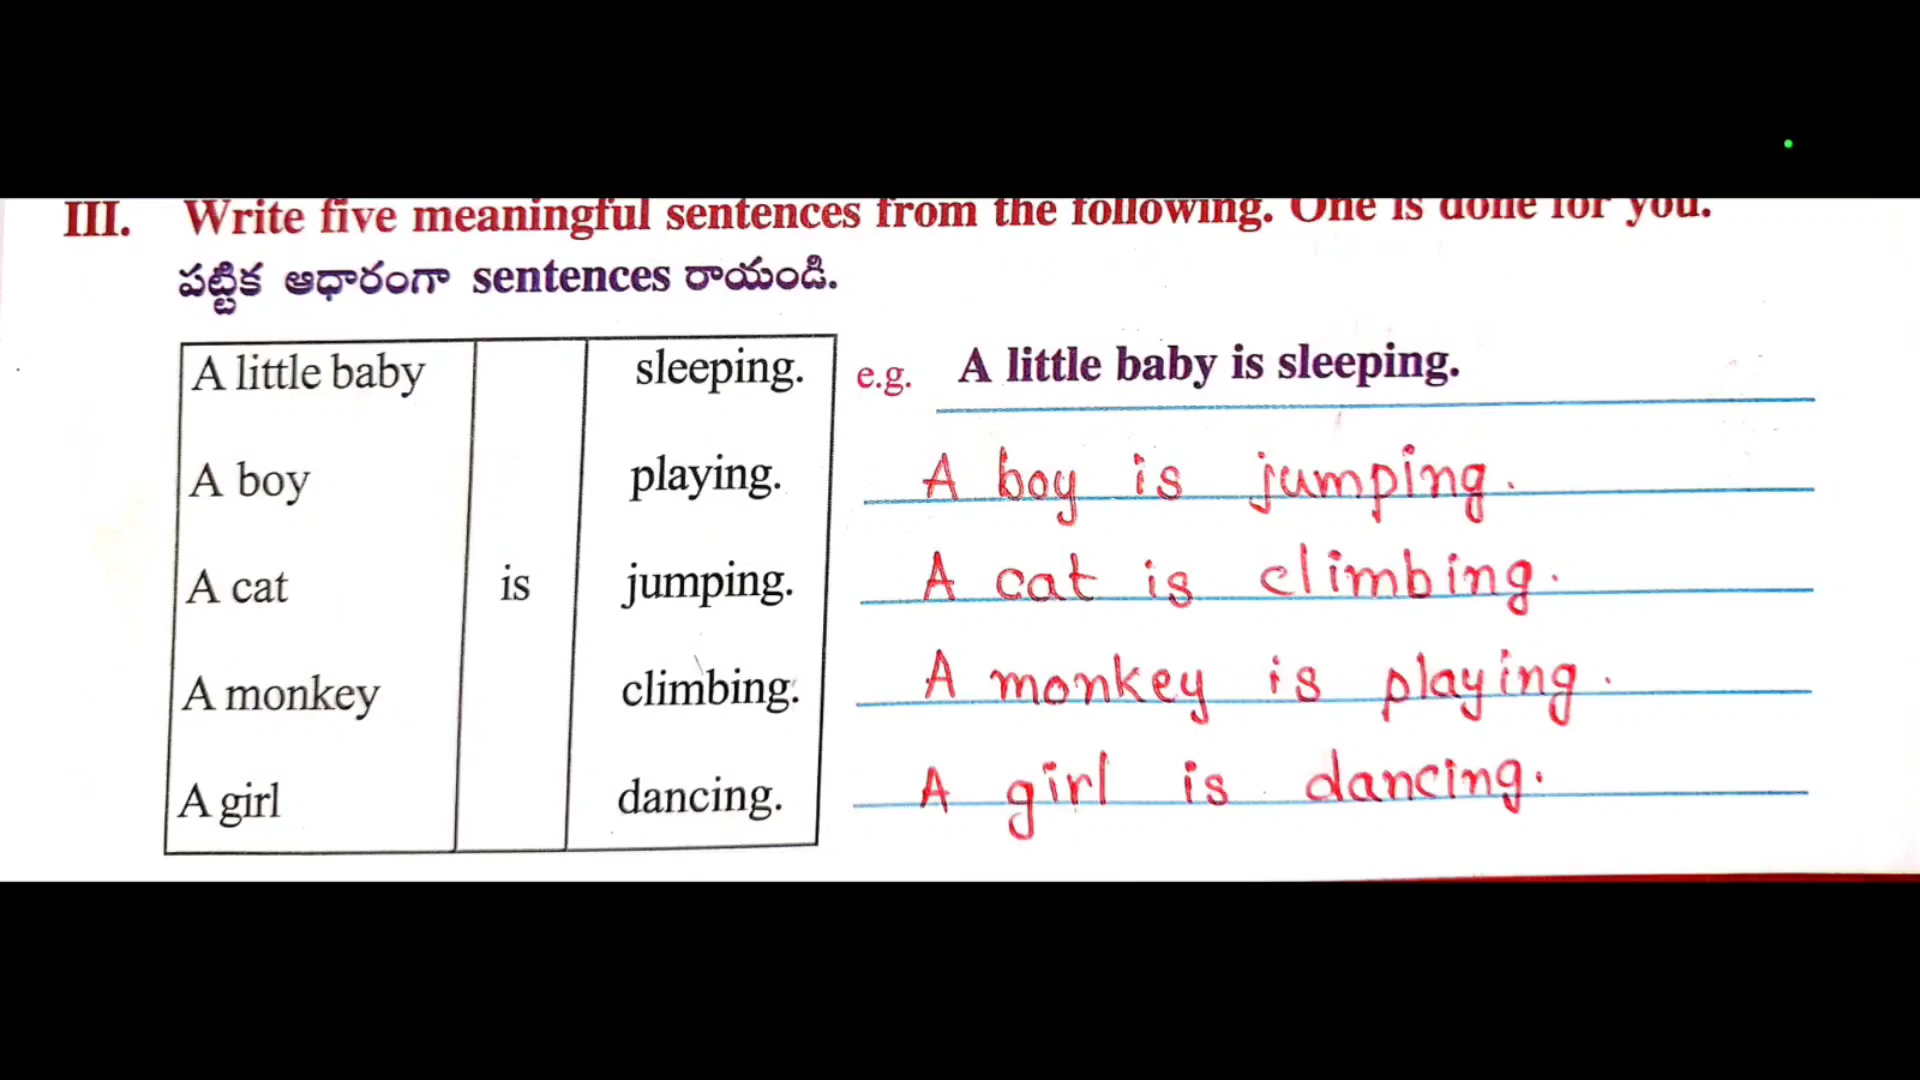 III. Write five meaningful sentences from the following. One is done for you.
పట్టిక ఆధారంగా sentences రాయండి.
A little baby sleeping. e.g. A little baby is sleeping.
A boy playing. A boy is jumping.
A cat is jumping. A cat is climbing.
A monkey climbing. A monkey is playing.
A girl dancing. A girl is dancing.